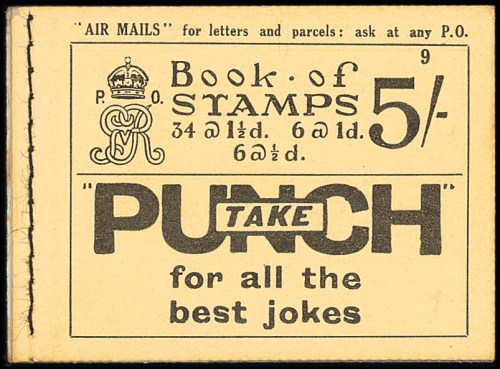 "AIR MAILS" for letters and parcels: ask at any P.O.
9
P. O.
GvR
Book · of
STAMPS
5/-
34 @ 1½d. 6 @ 1d.
6 @ ½d.
"PUNCH"
TAKE
for all the
best jokes